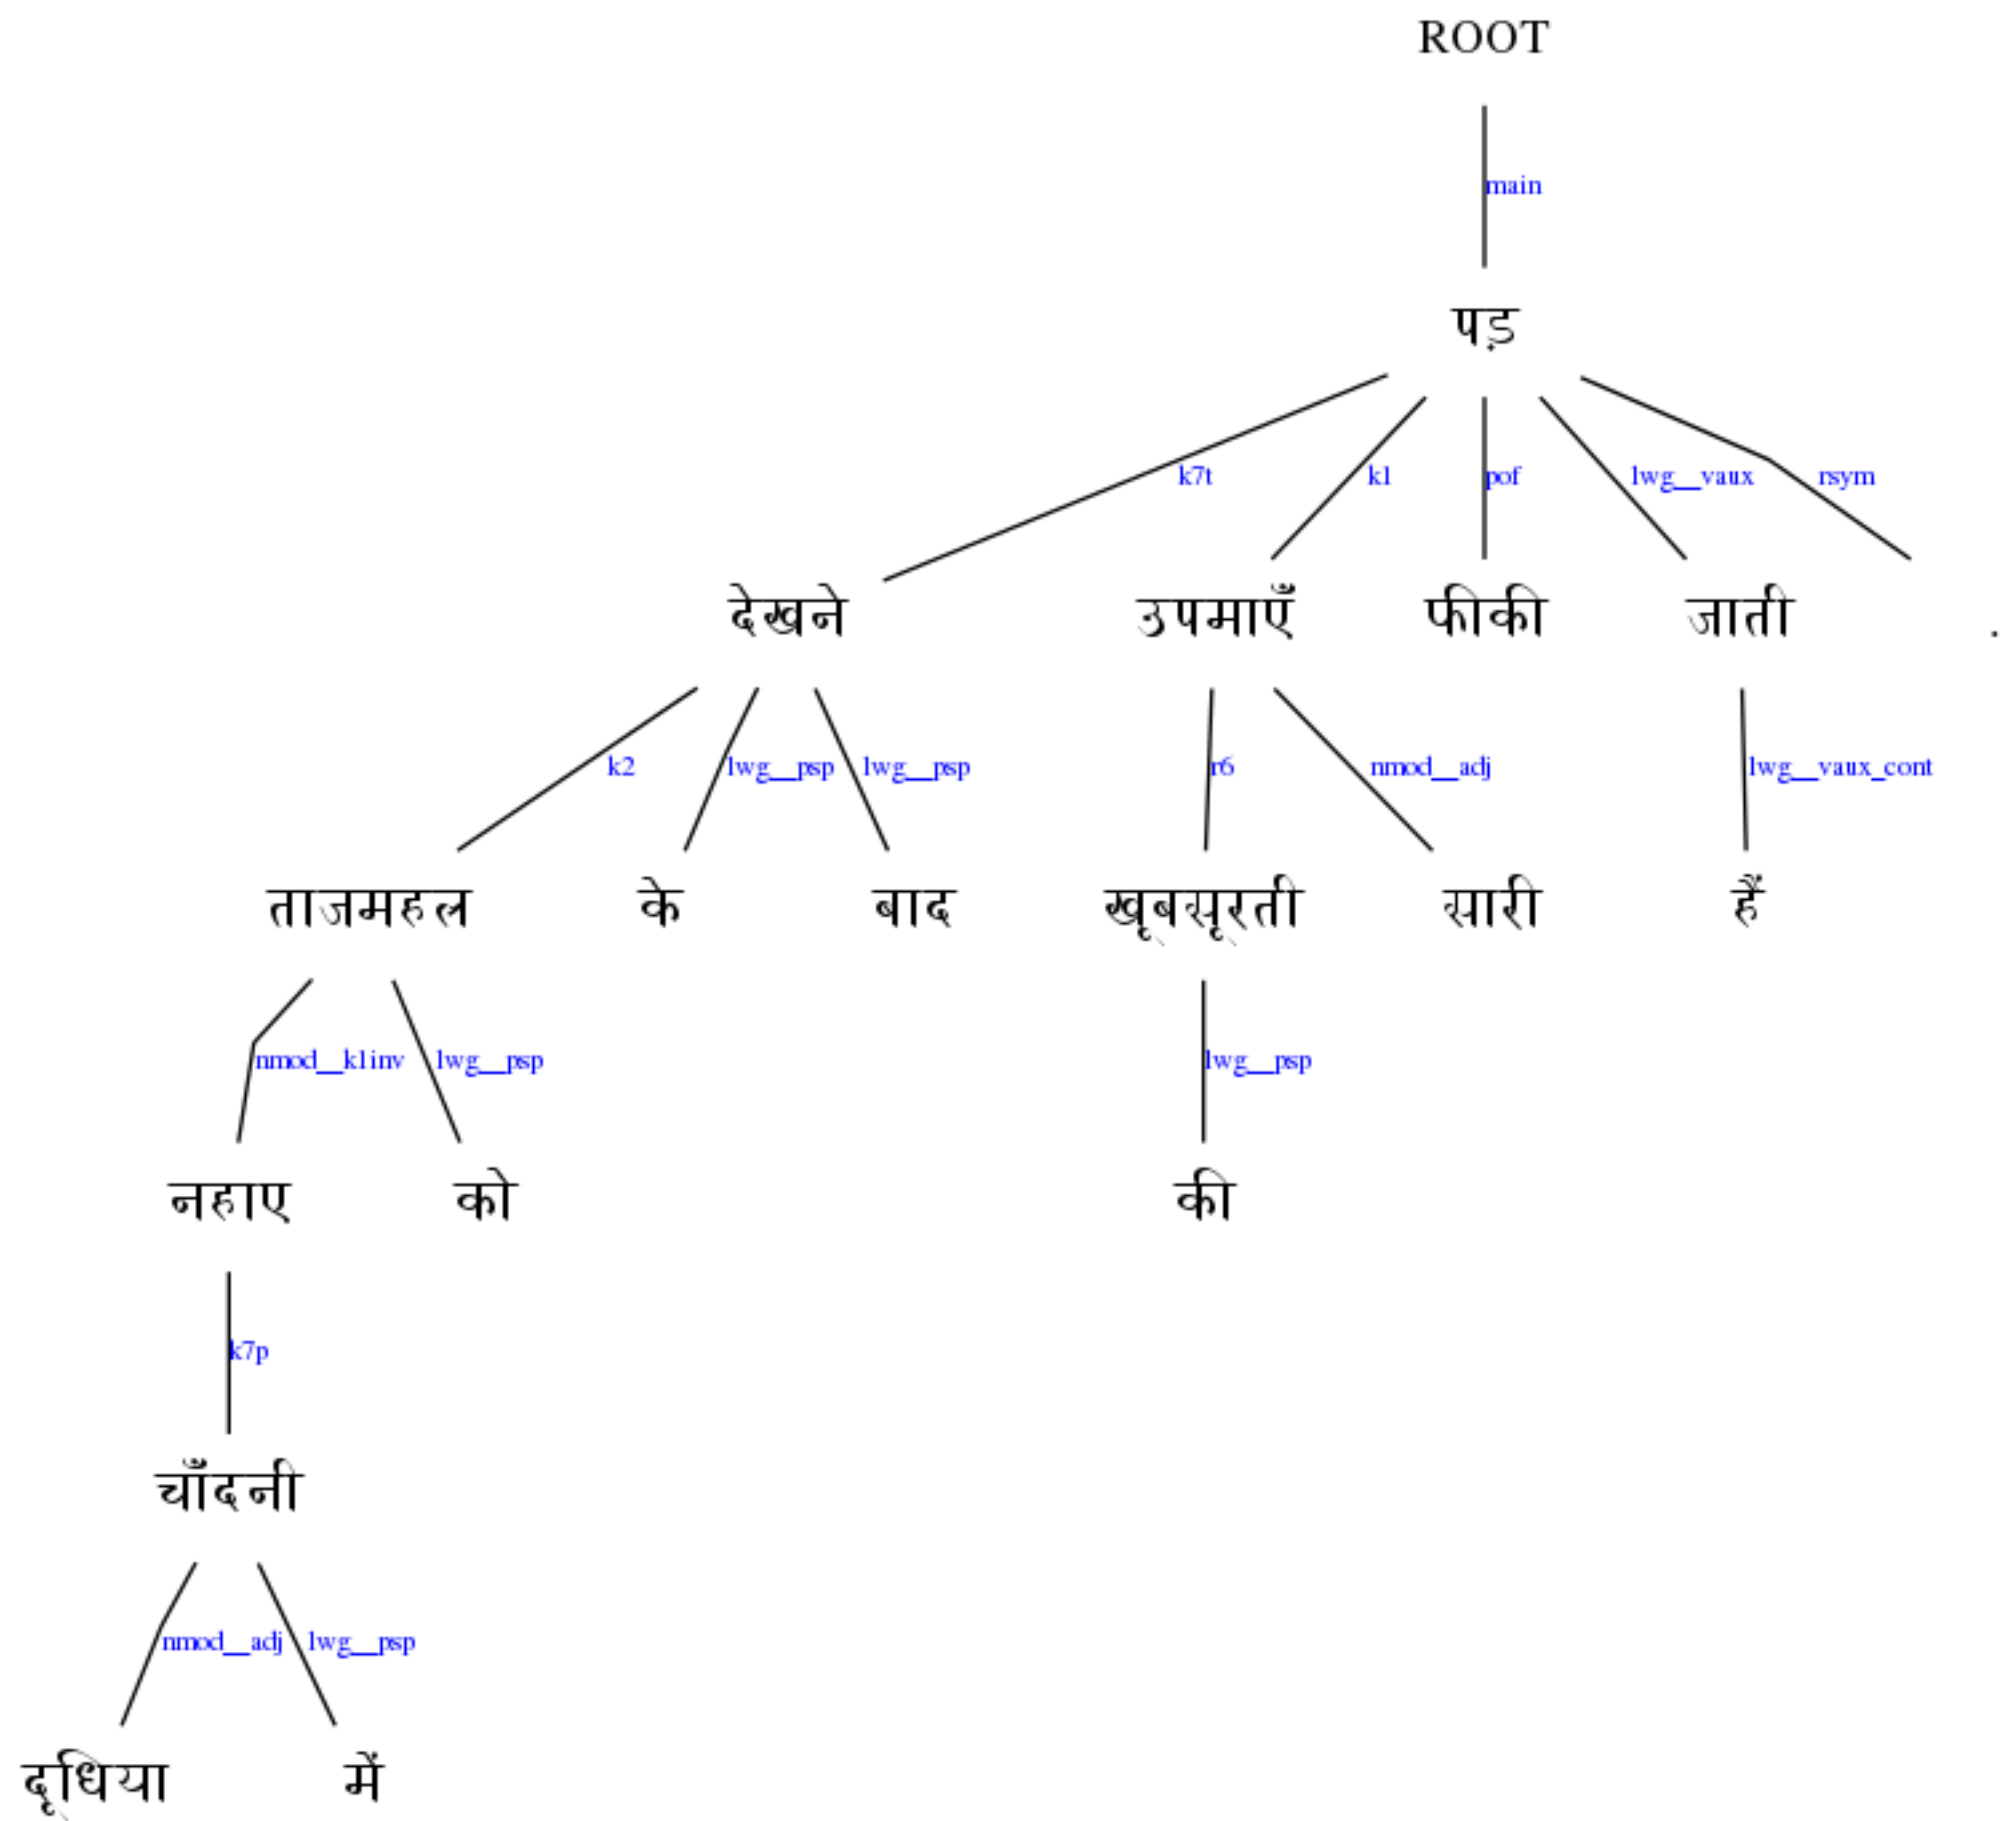 ROOT
main
पड़
k7t k1 pof lwg__vaux rsym
देखने उपमाएँ फीकी जाती .
k2 lwg__psp lwg__psp r6 nmod__adj lwg__vaux_cont
ताजमहल के बाद खूबसूरती सारी हैं
nmod__k1inv lwg__psp lwg__psp
नहाए को की
k7p
चाँदनी
nmod__adj lwg__psp
दूधिया में